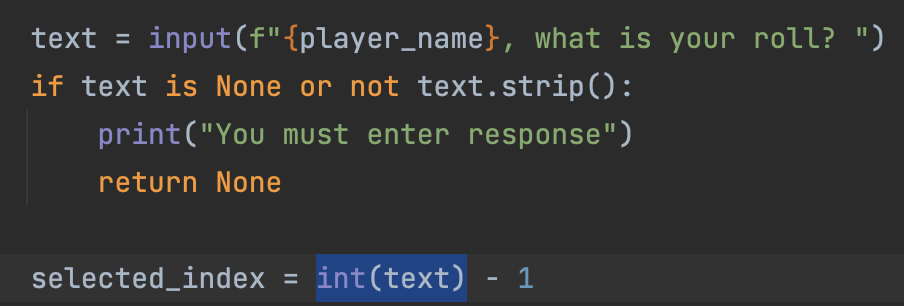 text = input(f"{player_name}, what is your roll? ")
if text is None or not text.strip():
    print("You must enter response")
    return None

selected_index = int(text) - 1